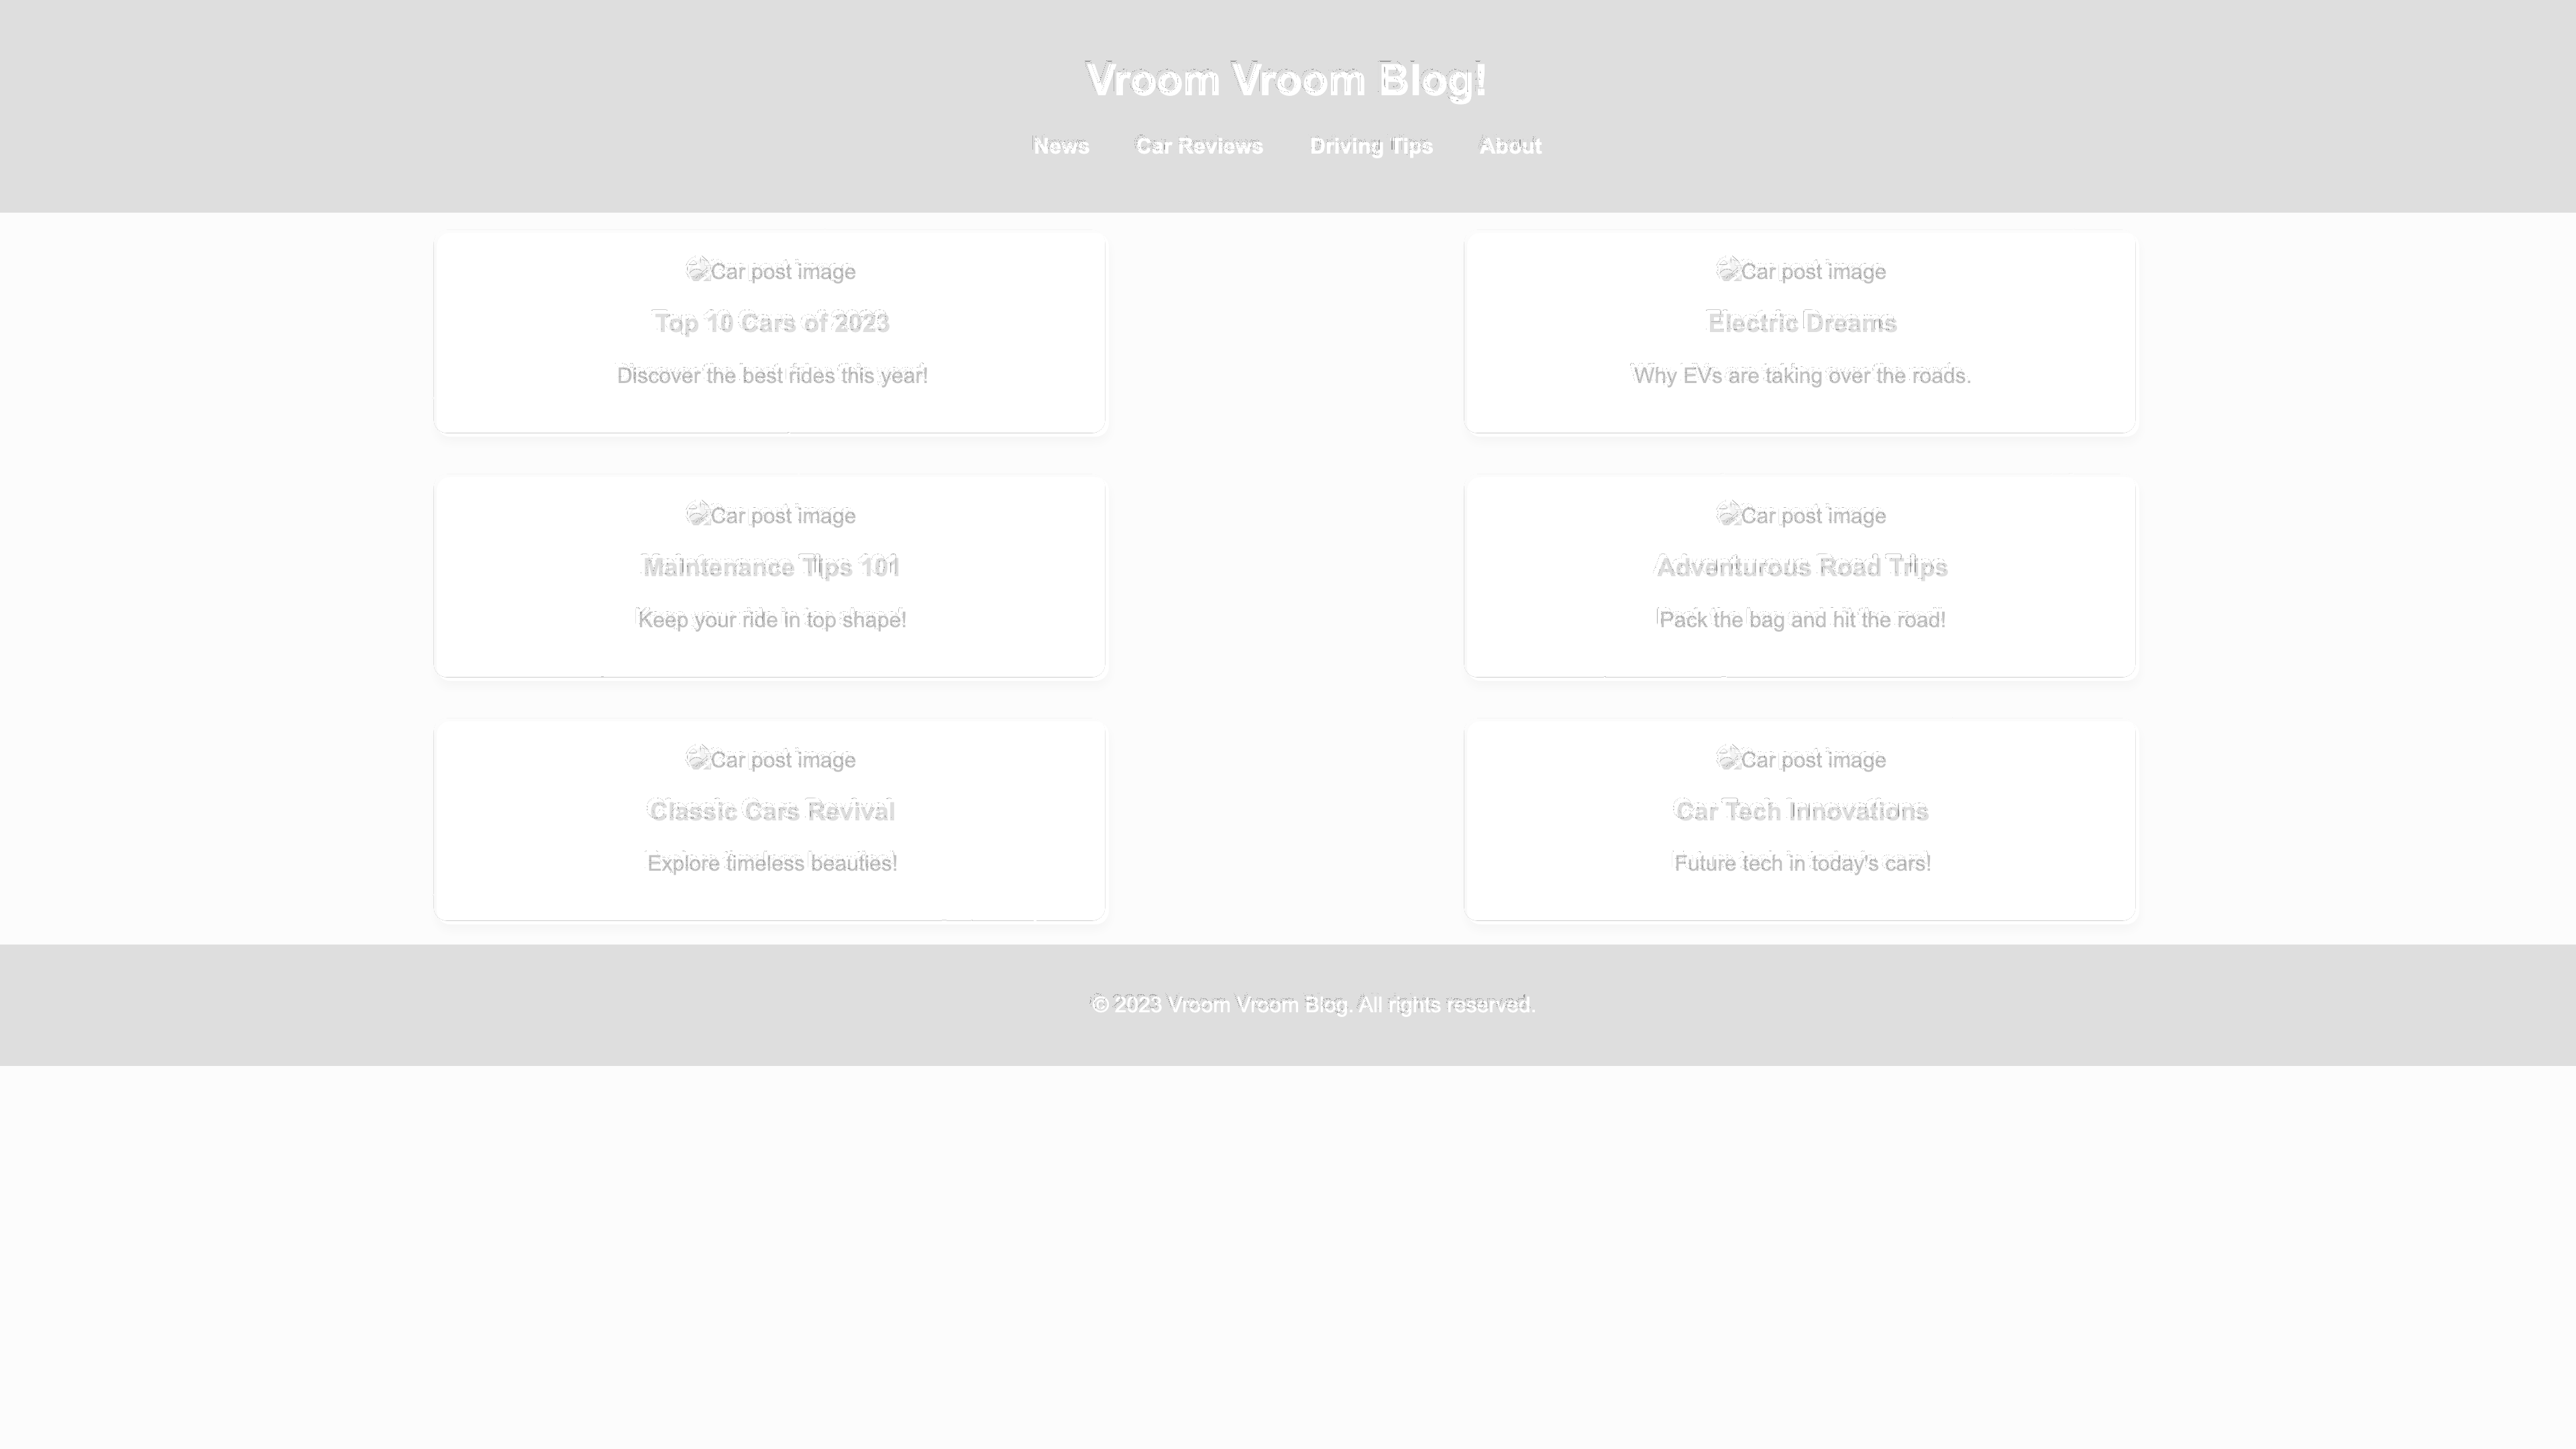 Vroom Vroom Blog!
News Car Reviews Driving Tips About
Car post image
Top 10 Cars of 2023
Discover the best rides this year!
Car post image
Electric Dreams
Why EVs are taking over the roads.
Car post image
Maintenance Tips 101
Keep your ride in top shape!
Car post image
Adventurous Road Trips
Pack the bag and hit the road!
Car post image
Classic Cars Revival
Explore timeless beauties!
Car post image
Car Tech Innovations
Future tech in today's cars!
© 2023 Vroom Vroom Blog. All rights reserved.